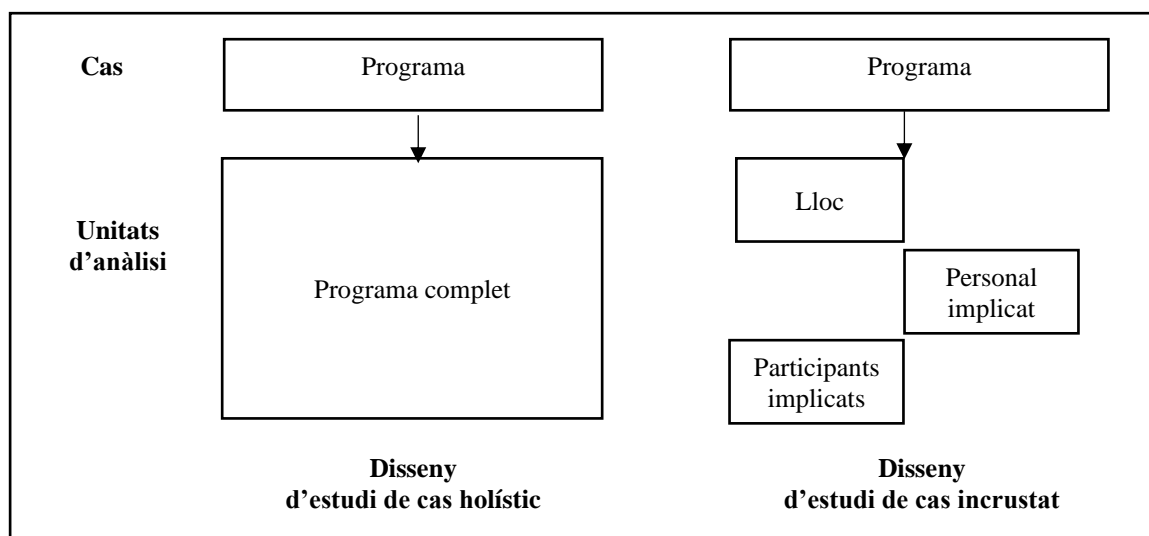 Cas
Programa
Programa
Unitats
d’anàlisi
Programa complet
Lloc
Personal
implicat
Participants
implicats
Disseny
d’estudi de cas holístic
Disseny
d’estudi de cas incrustat